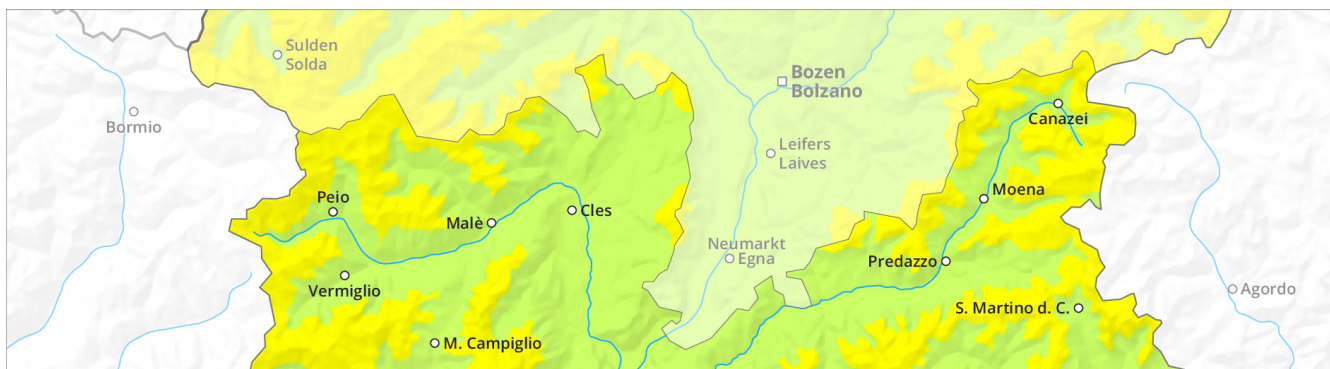 Sulden
Solda
Bozen
Bolzano
Bormio
Canazei
Leifers
Laives
Peio
Moena
Malè
Cles
Neumarkt
Egna
Predazzo
Vermiglio
Agordo
S. Martino d. C.
M. Campiglio